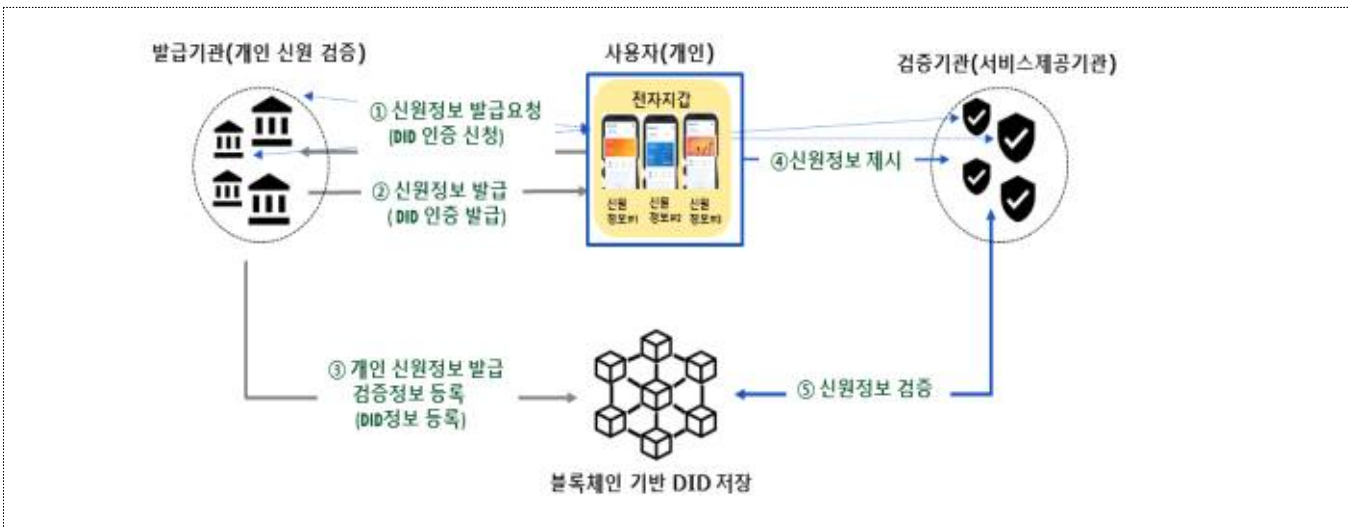 발급기관(개인 신원 검증)
사용자(개인)
검증기관(서비스제공기관)
전자지갑
① 신원정보 발급요청
(DID 인증 신청)
② 신원정보 발급
( DID 인증 발급)
④신원정보 제시
신원
정보#1
신원
정보#2
신원
정보#3
③ 개인 신원정보 발급
검증정보 등록
(DID정보 등록)
⑤ 신원정보 검증
블록체인 기반 DID 저장